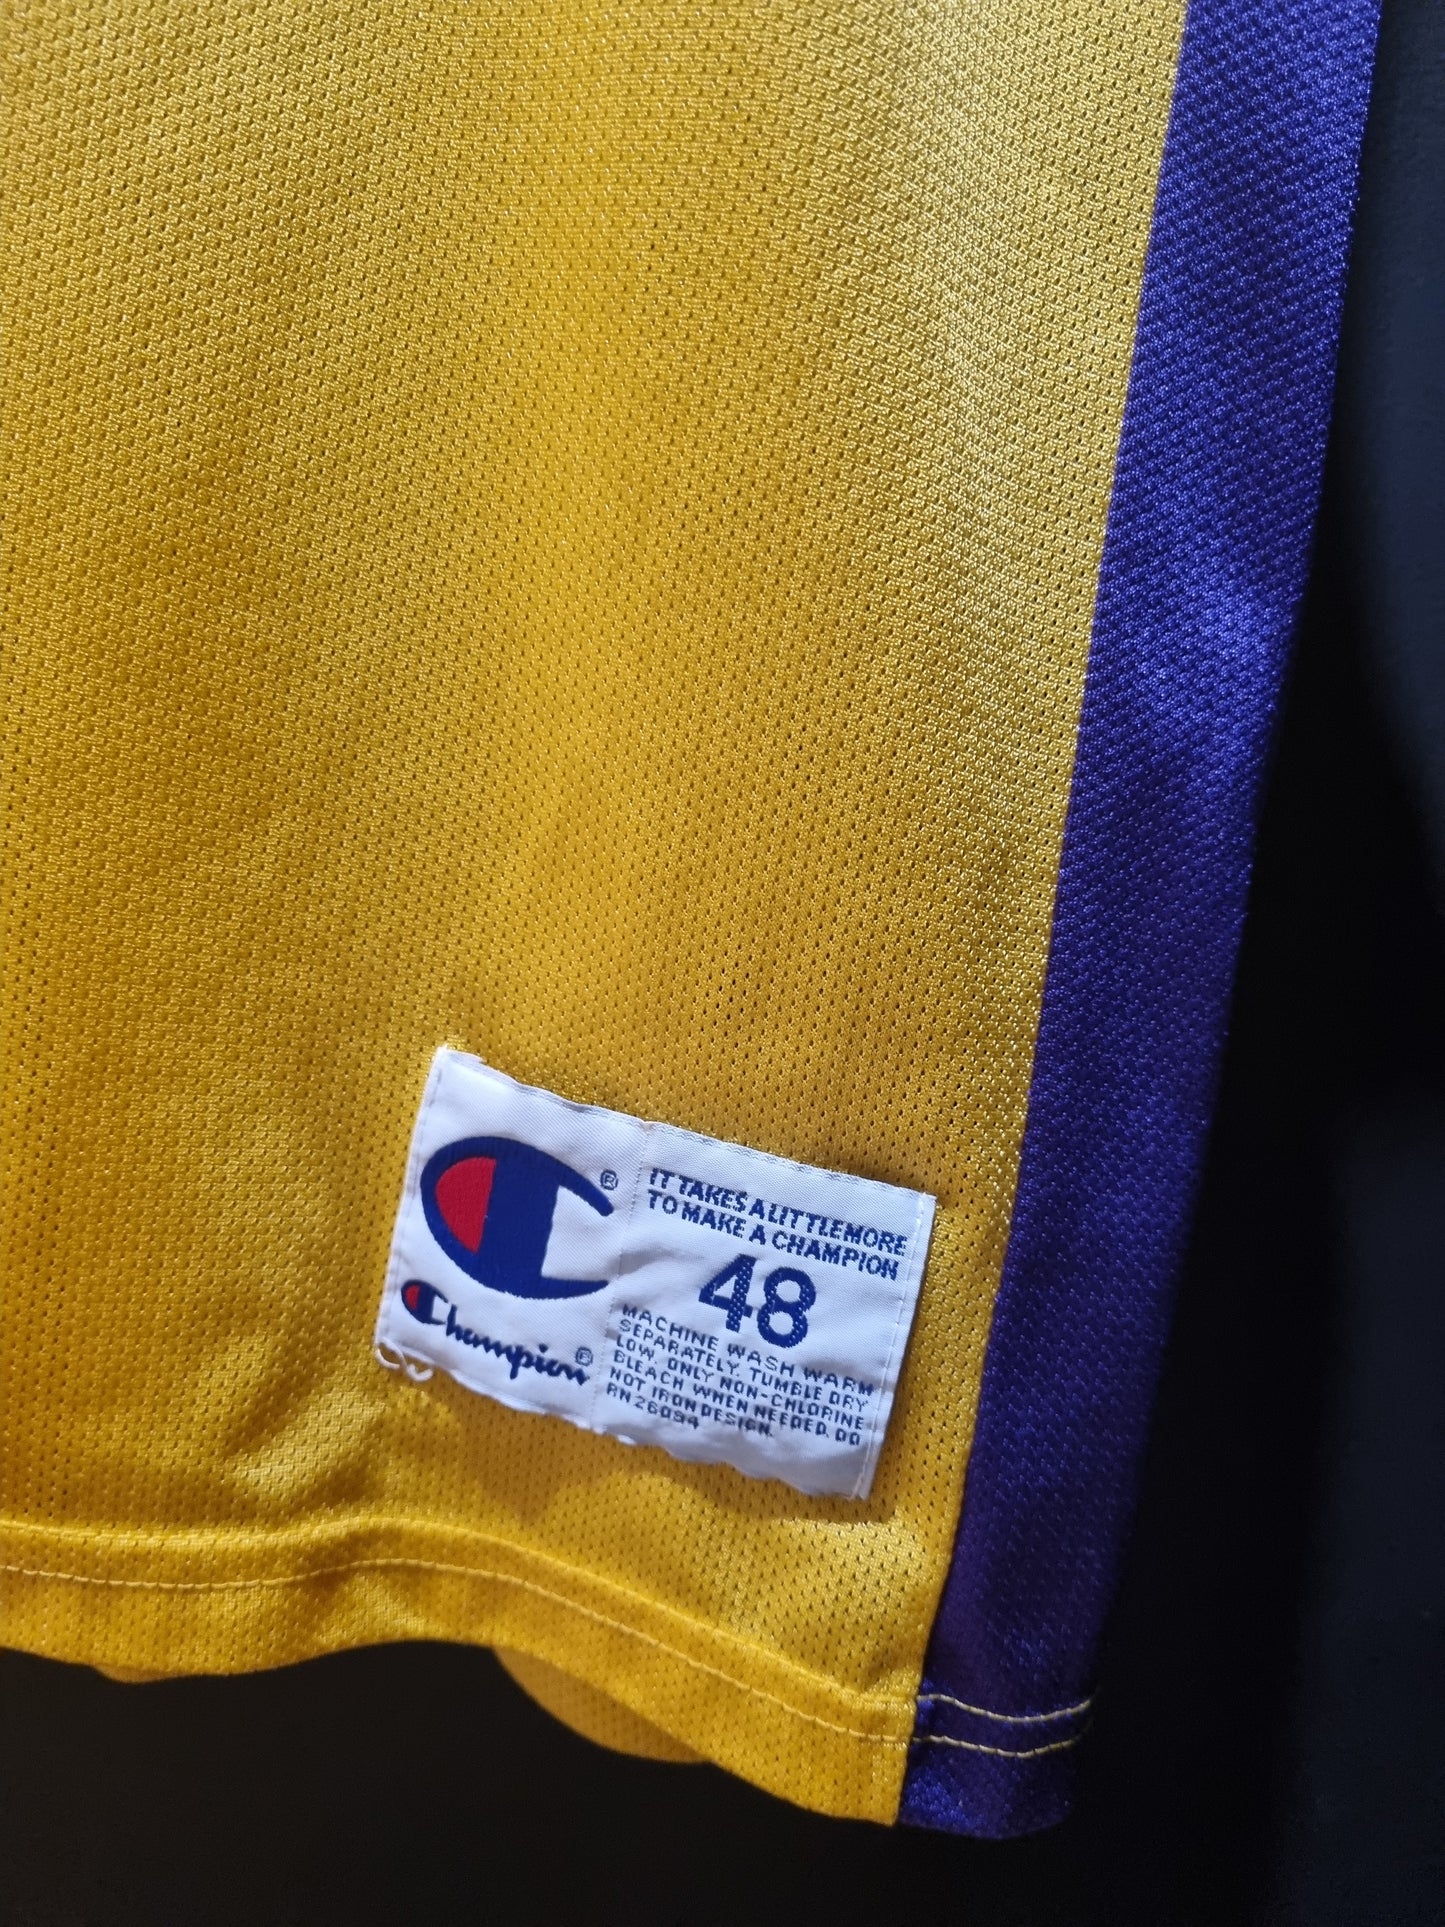 Champion®
®
IT TAKES A LITTLE MORE
TO MAKE A CHAMPION
48
MACHINE WASH WARM
SEPARATELY. TUMBLE DRY
LOW. ONLY NON-CHLORINE
BLEACH WHEN NEEDED. DO
NOT IRON DESIGN.
RN 26094